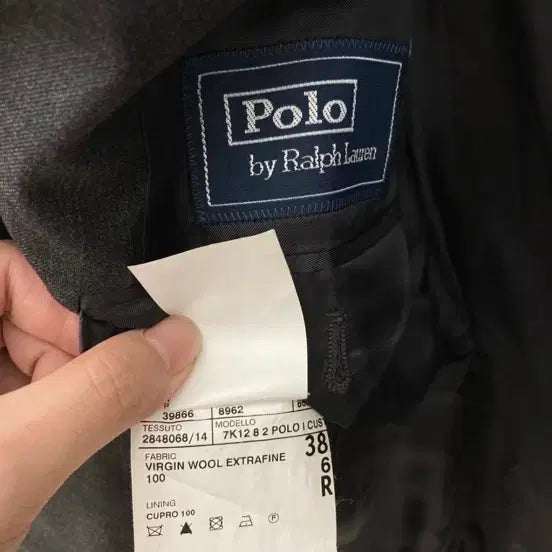 Polo
by Ralph Lauren
39866 8962
TESSUTO MODELLO
2848068/14 7K12 8 2 POLO I CUS
FABRIC
VIRGIN WOOL EXTRAFINE
100
38
6
R
LINING
CUPRO 100
P